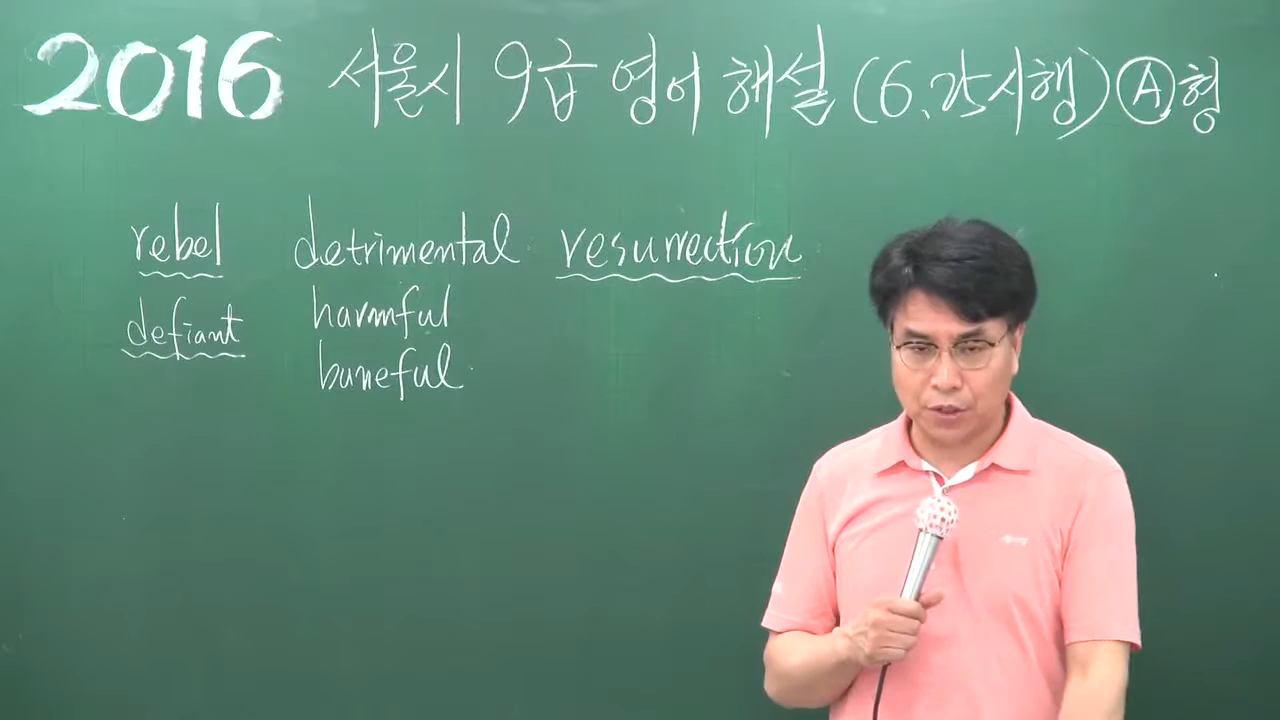 2016 서울시 9급 영어 해설 (6.25시행) Ⓐ형
rebel detrimental resurrection
defiant harmful
baneful